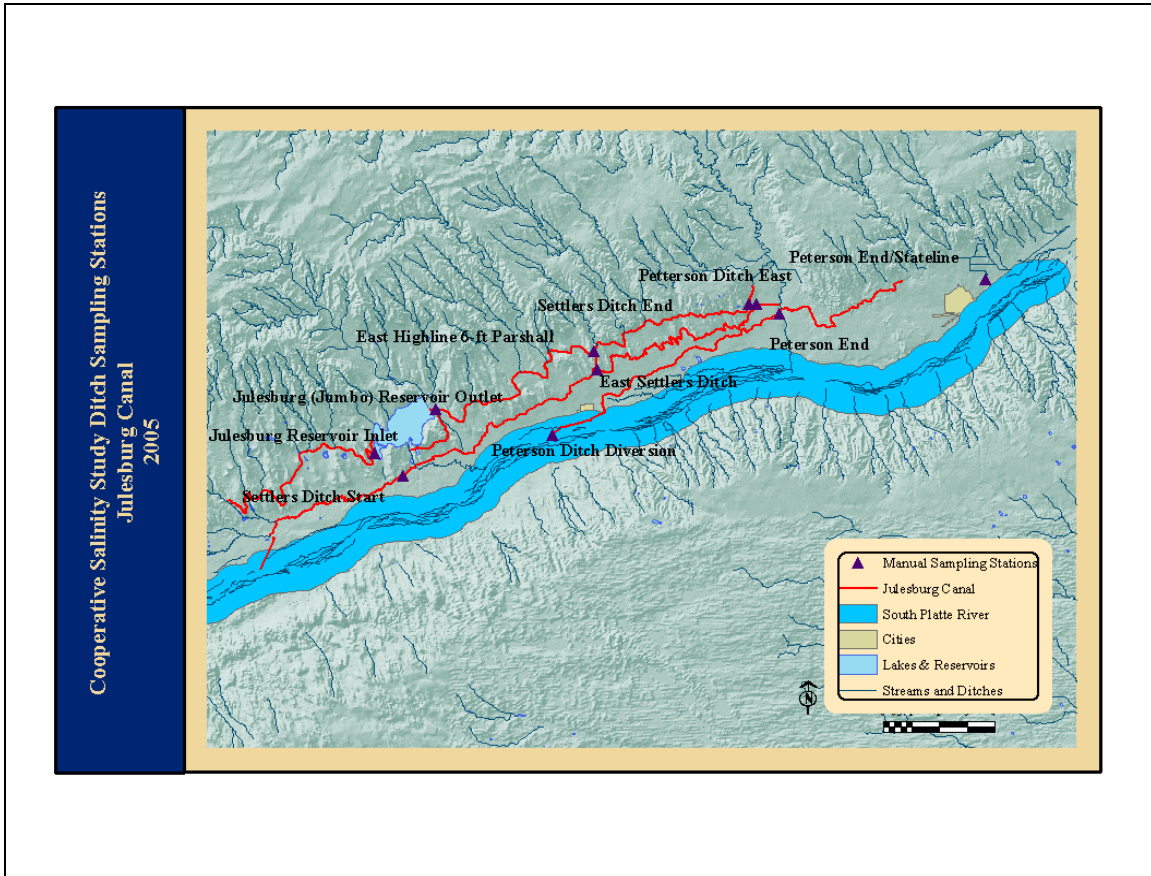 Cooperative Salinity Study Ditch Sampling Stations
Julesburg Canal
2005
Peterson End/Stateline
Petterson Ditch East
Settlers Ditch End
East Highline 6-ft Parshall
Peterson End
East Settlers Ditch
Julesburg (Jumbo) Reservoir Outlet
Julesburg Reservoir Inlet
Peterson Ditch Diversion
Settlers Ditch Start
Manual Sampling Stations
Julesburg Canal
South Platte River
Cities
Lakes & Reservoirs
Streams and Ditches
N